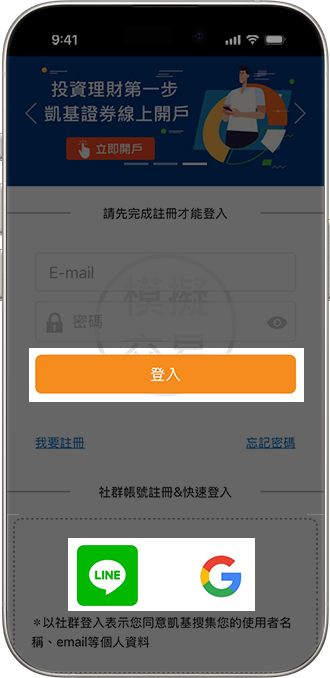 9:41
投資理財第一步
凱基證券線上開戶
立即開戶
請先完成註冊才能登入
E-mail
密碼
模擬
交易
登入
我要註冊 忘記密碼
社群帳號註冊&快速登入
LINE
G
＊以社群登入表示您同意凱基搜集您的使用者名
稱、email等個人資料